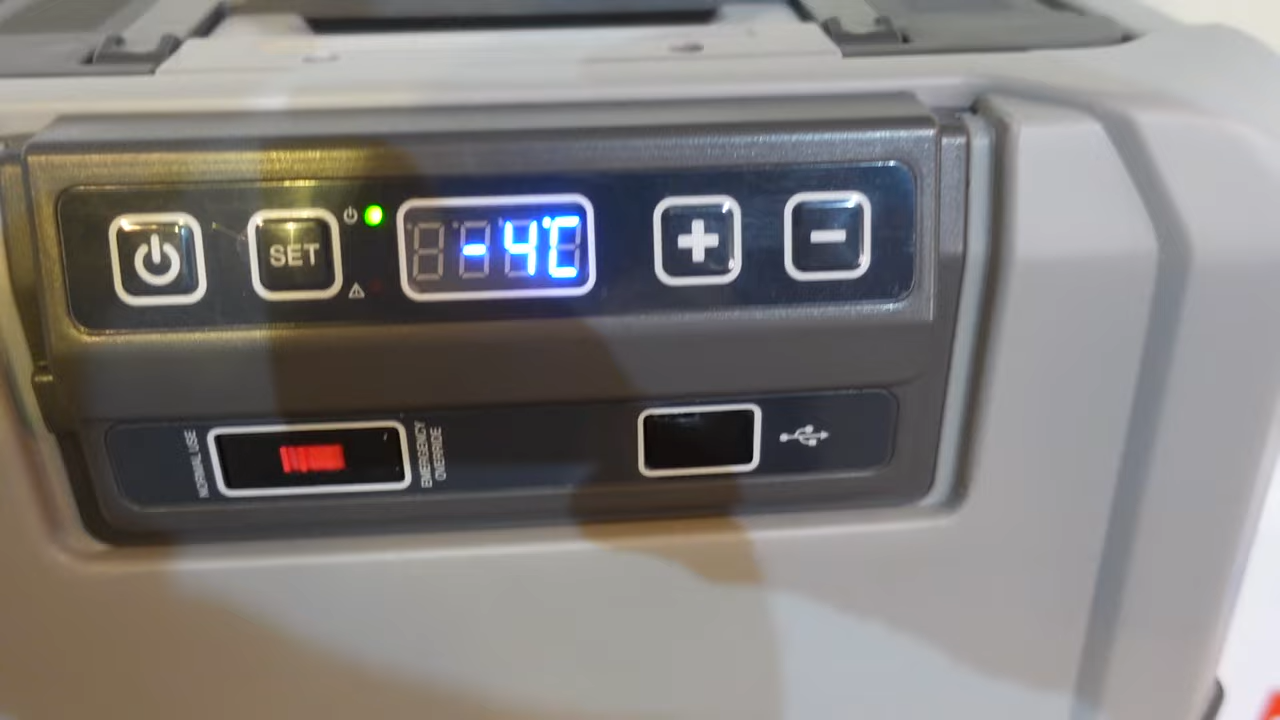 SET
-4°C
+
-
NORMAL USE
EMERGENCY
OVERRIDE